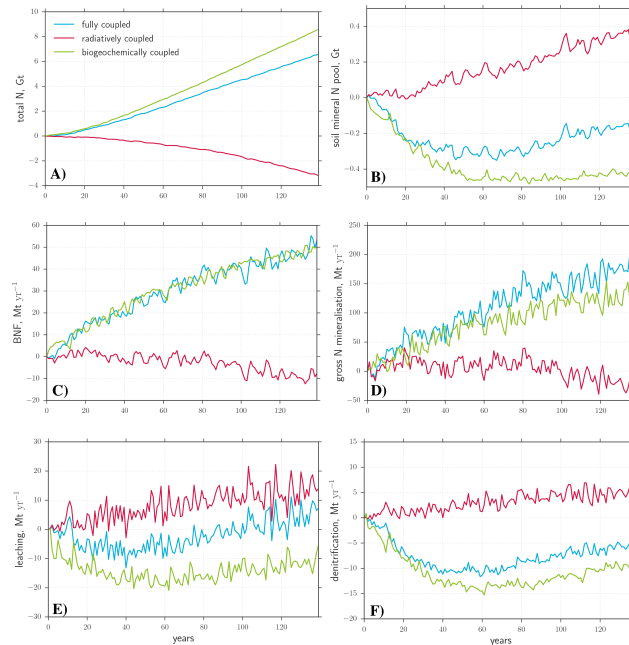 fully coupled
radiatively coupled
biogeochemically coupled
total N, Gt
8
6
4
2
0
−2
−4
0 20 40 60 80 100 120
A)
soil mineral N pool, Gt
0.4
0.2
0.0
−0.2
−0.4
0 20 40 60 80 100 120
B)
BNF, Mt yr−1
60
50
40
30
20
10
0
−10
−20
0 20 40 60 80 100 120
C)
gross N mineralisation, Mt yr−1
250
200
150
100
50
0
−50
0 20 40 60 80 100 120
D)
leaching, Mt yr−1
30
20
10
0
−10
−20
−30
0 20 40 60 80 100 120
years
E)
denitrification, Mt yr−1
15
10
5
0
−5
−10
−15
−20
0 20 40 60 80 100 120
years
F)